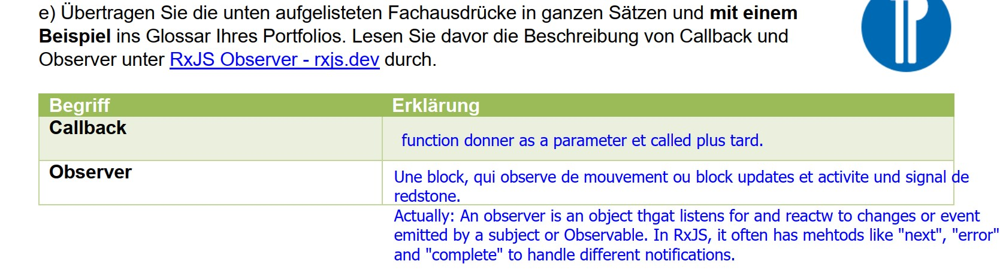 e) Übertragen Sie die unten aufgelisteten Fachausdrücke in ganzen Sätzen und mit einem
Beispiel ins Glossar Ihres Portfolios. Lesen Sie davor die Beschreibung von Callback und
Observer unter RxJS Observer - rxjs.dev durch.
Begriff Erklärung
Callback
function donner as a parameter et called plus tard.
Observer
Une block, qui observe de mouvement ou block updates et activite und signal de
redstone.
Actually: An observer is an object thgat listens for and reactw to changes or event
emitted by a subject or Observable. In RxJS, it often has mehtods like "next", "error"
and "complete" to handle different notifications.